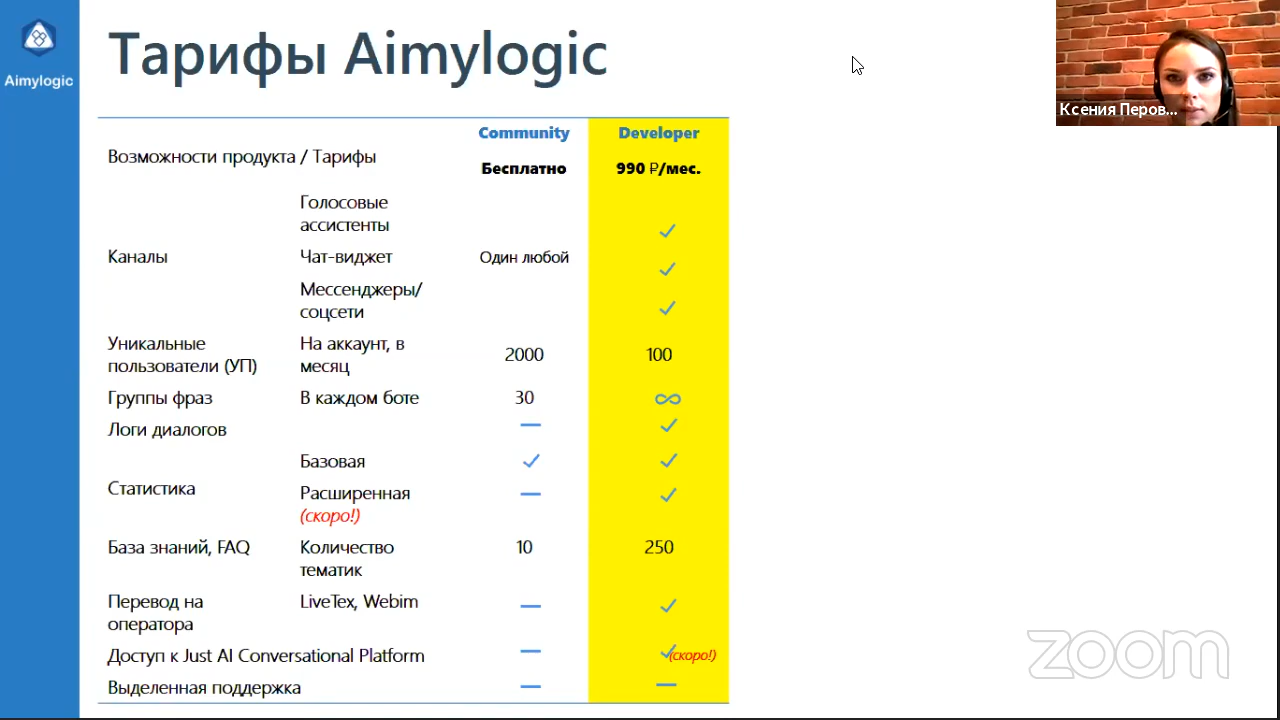 Aimylogic
Тарифы Aimylogic
Ксения Перов...
Community Developer
Возможности продукта / Тарифы
Бесплатно 990 ₽/мес.
Голосовые
ассистенты
Каналы Чат-виджет Один любой
Мессенджеры/
соцсети
Уникальные На аккаунт, в
2000 100
пользователи (УП) месяц
Группы фраз В каждом боте 30 ∞
Логи диалогов
Базовая
Статистика
Расширенная
(скоро!)
База знаний, FAQ Количество 10 250
тематик
Перевод на LiveTex, Webim
оператора
Доступ к Just AI Conversational Platform (скоро!)
Выделенная поддержка
zoom